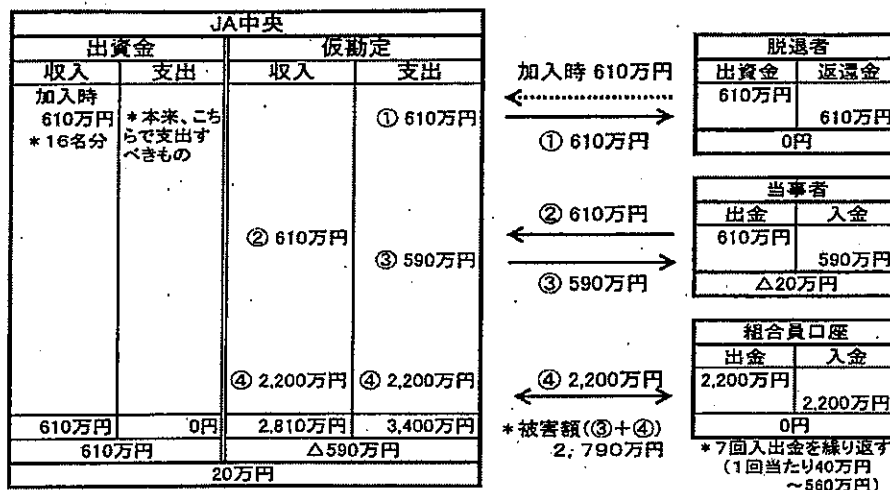 JA中央
出資金 仮勘定
収入 支出 収入 支出
加入時
610万円
*16名分
*本来、こち
らで支出す
べきもの
① 610万円
② 610万円
③ 590万円
④ 2,200万円 ④ 2,200万円
610万円 0円 2,810万円 3,400万円
610万円 △590万円
20万円
加入時 610万円
① 610万円
② 610万円
③ 590万円
④ 2,200万円
*被害額(③+④)
2,790万円
脱退者
出資金 返還金
610万円
610万円
0円
当事者
出金 入金
610万円
590万円
△20万円
組合員口座
出金 入金
2,200万円
2,200万円
0円
*7回入出金を繰り返す
(1回当たり40万円
~560万円)